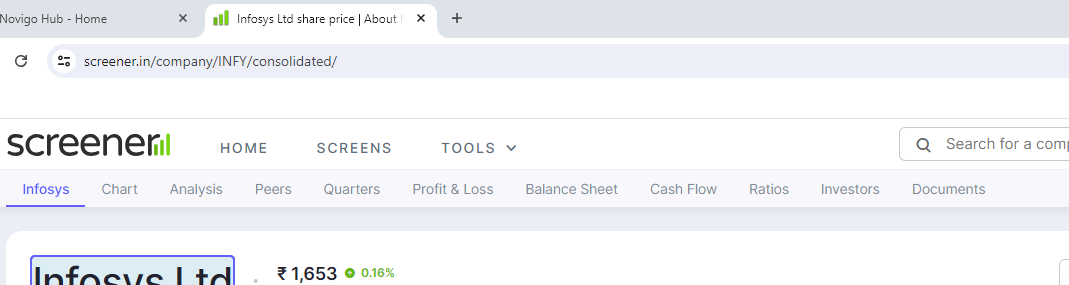 Novigo Hub - Home
Infosys Ltd share price | About
screener.in/company/INFY/consolidated/
screener
HOME SCREENS TOOLS
Search for a comp
Infosys Chart Analysis Peers Quarters Profit & Loss Balance Sheet Cash Flow Ratios Investors Documents
Infosys Ltd
₹ 1,653 0.16%